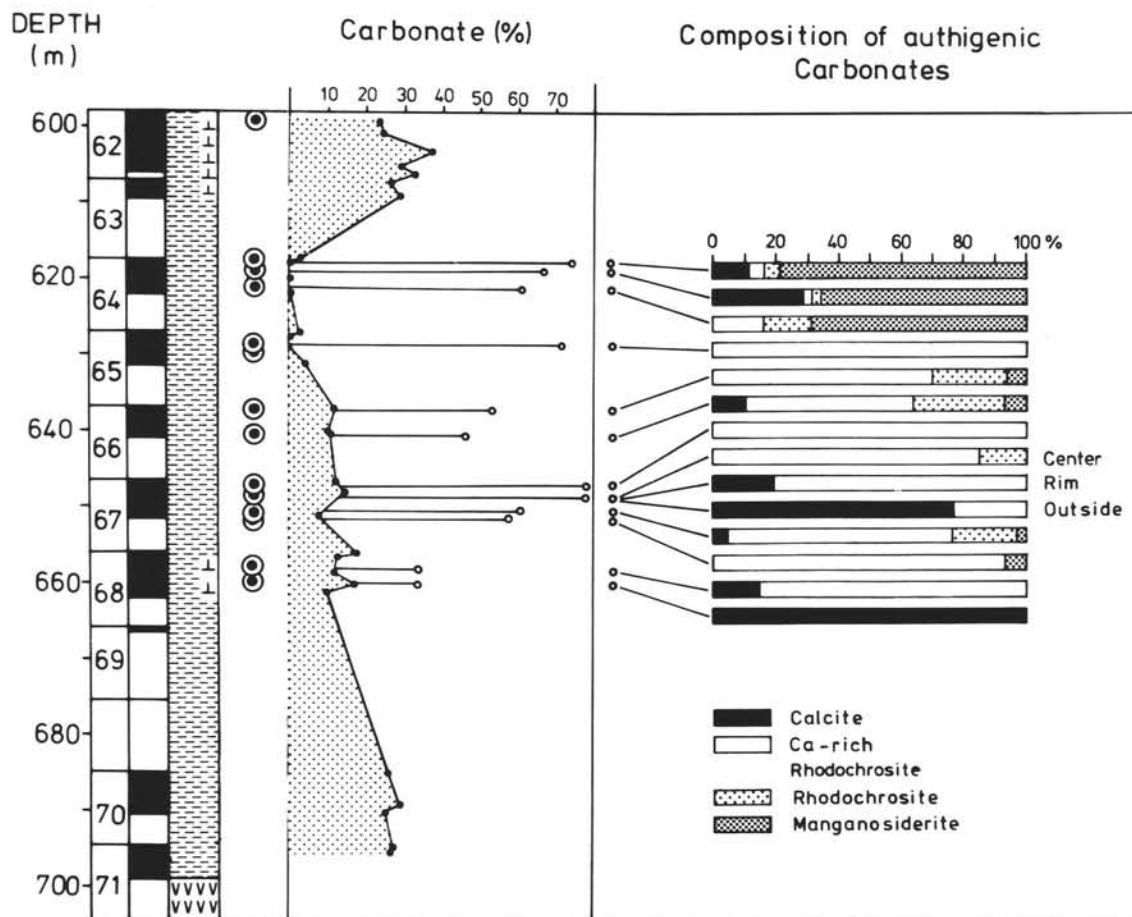 DEPTH
(m)
Carbonate (%)
Composition of authigenic
Carbonates
10 20 30 40 50 60 70
600
62
63
0 20 40 60 80 100 %
620
64
65
640
66
Center
Rim
67
Outside
660
68
69
680
Calcite
Ca-rich
Rhodochrosite
70
Rhodochrosite
Manganosiderite
700
71